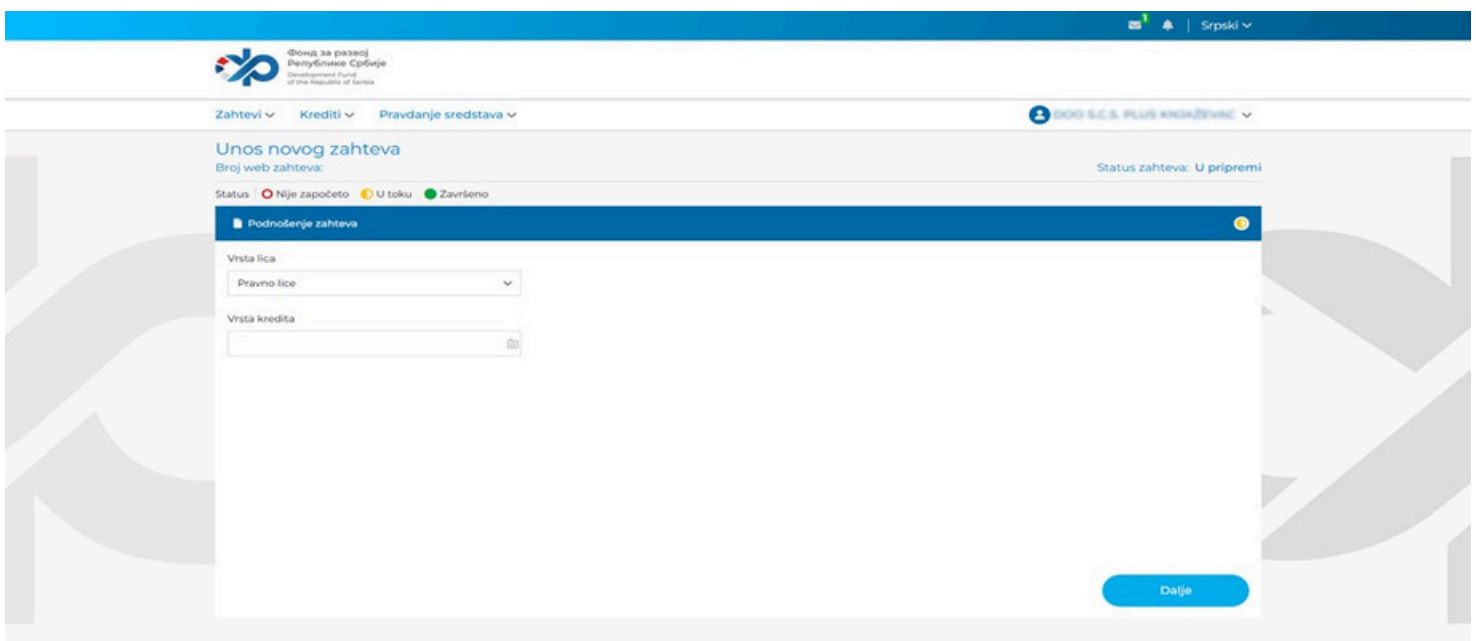 1
Srpski
Фонд за развој
Републике Србије
Development Fund
of the Republic of Serbia
Zahtevi Krediti Pravdanje sredstava
Unos novog zahteva
Broj web zahteva:
Status zahteva: U pripremi
Status Nije započeto U toku Završeno
Podnošenje zahteva
Vrsta lica
Pravno lice
Vrsta kredita
Dalje